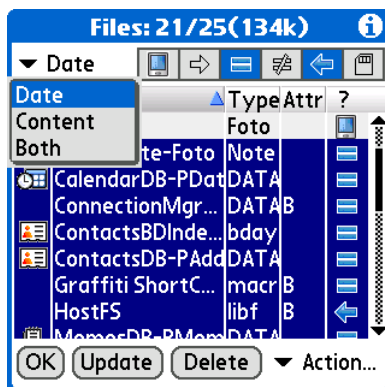 Files: 21/25(134k)
Date
Date
Content
Both
Type Attr ?
Foto
te-Foto Note
CalendarDB-PDat DATA
ConnectionMgr... DATA B
ContactsBDInde... bday
ContactsDB-PAdd DATA
Graffiti ShortC... macr B
HostFS libf B
MemosDB-PMem DATA
OK Update Delete Action...